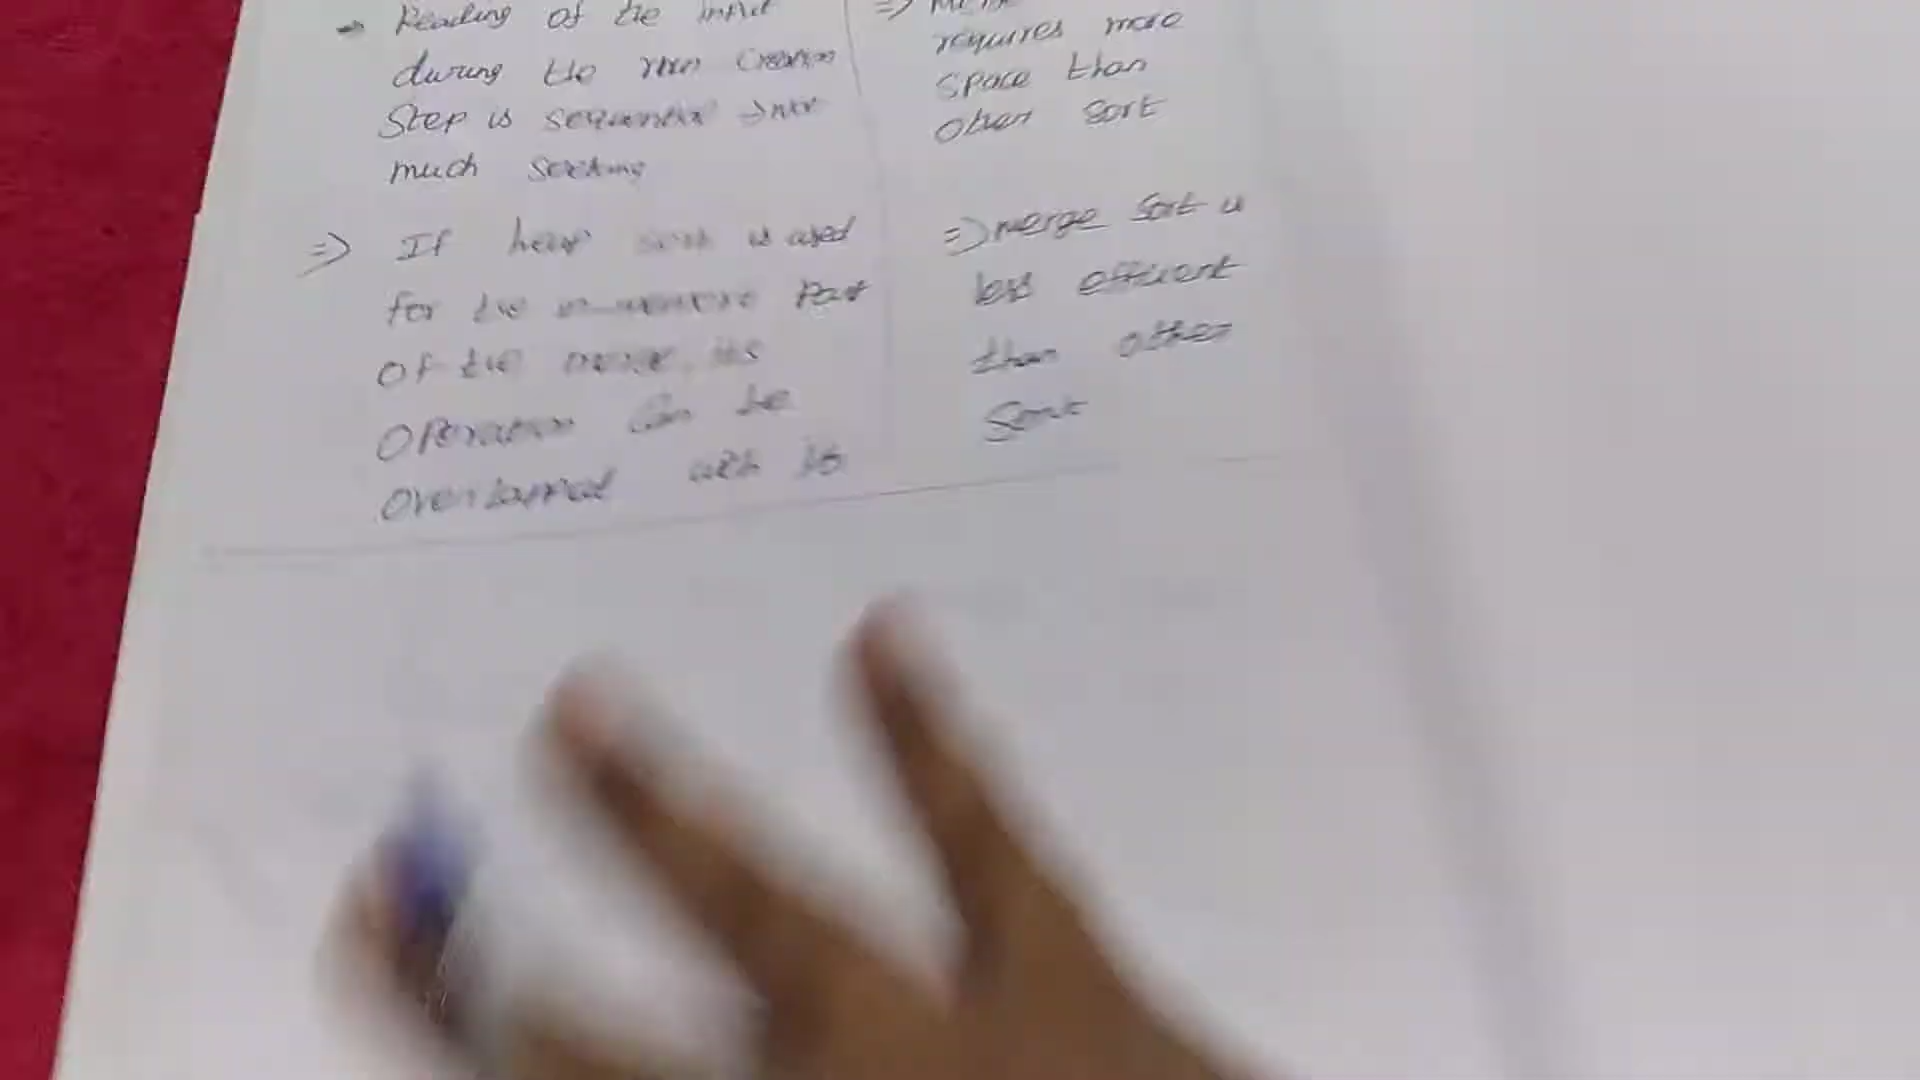 Reading of the input
during the run Creation
Step is sequential → not
much seeking
⇒ If heap sort is used
for the in-memory Part
of the merge, its
Operation Can be
overlapped with
⇒
requires more
space than
other sort
⇒ merge sort is
less efficient
than other
Sort